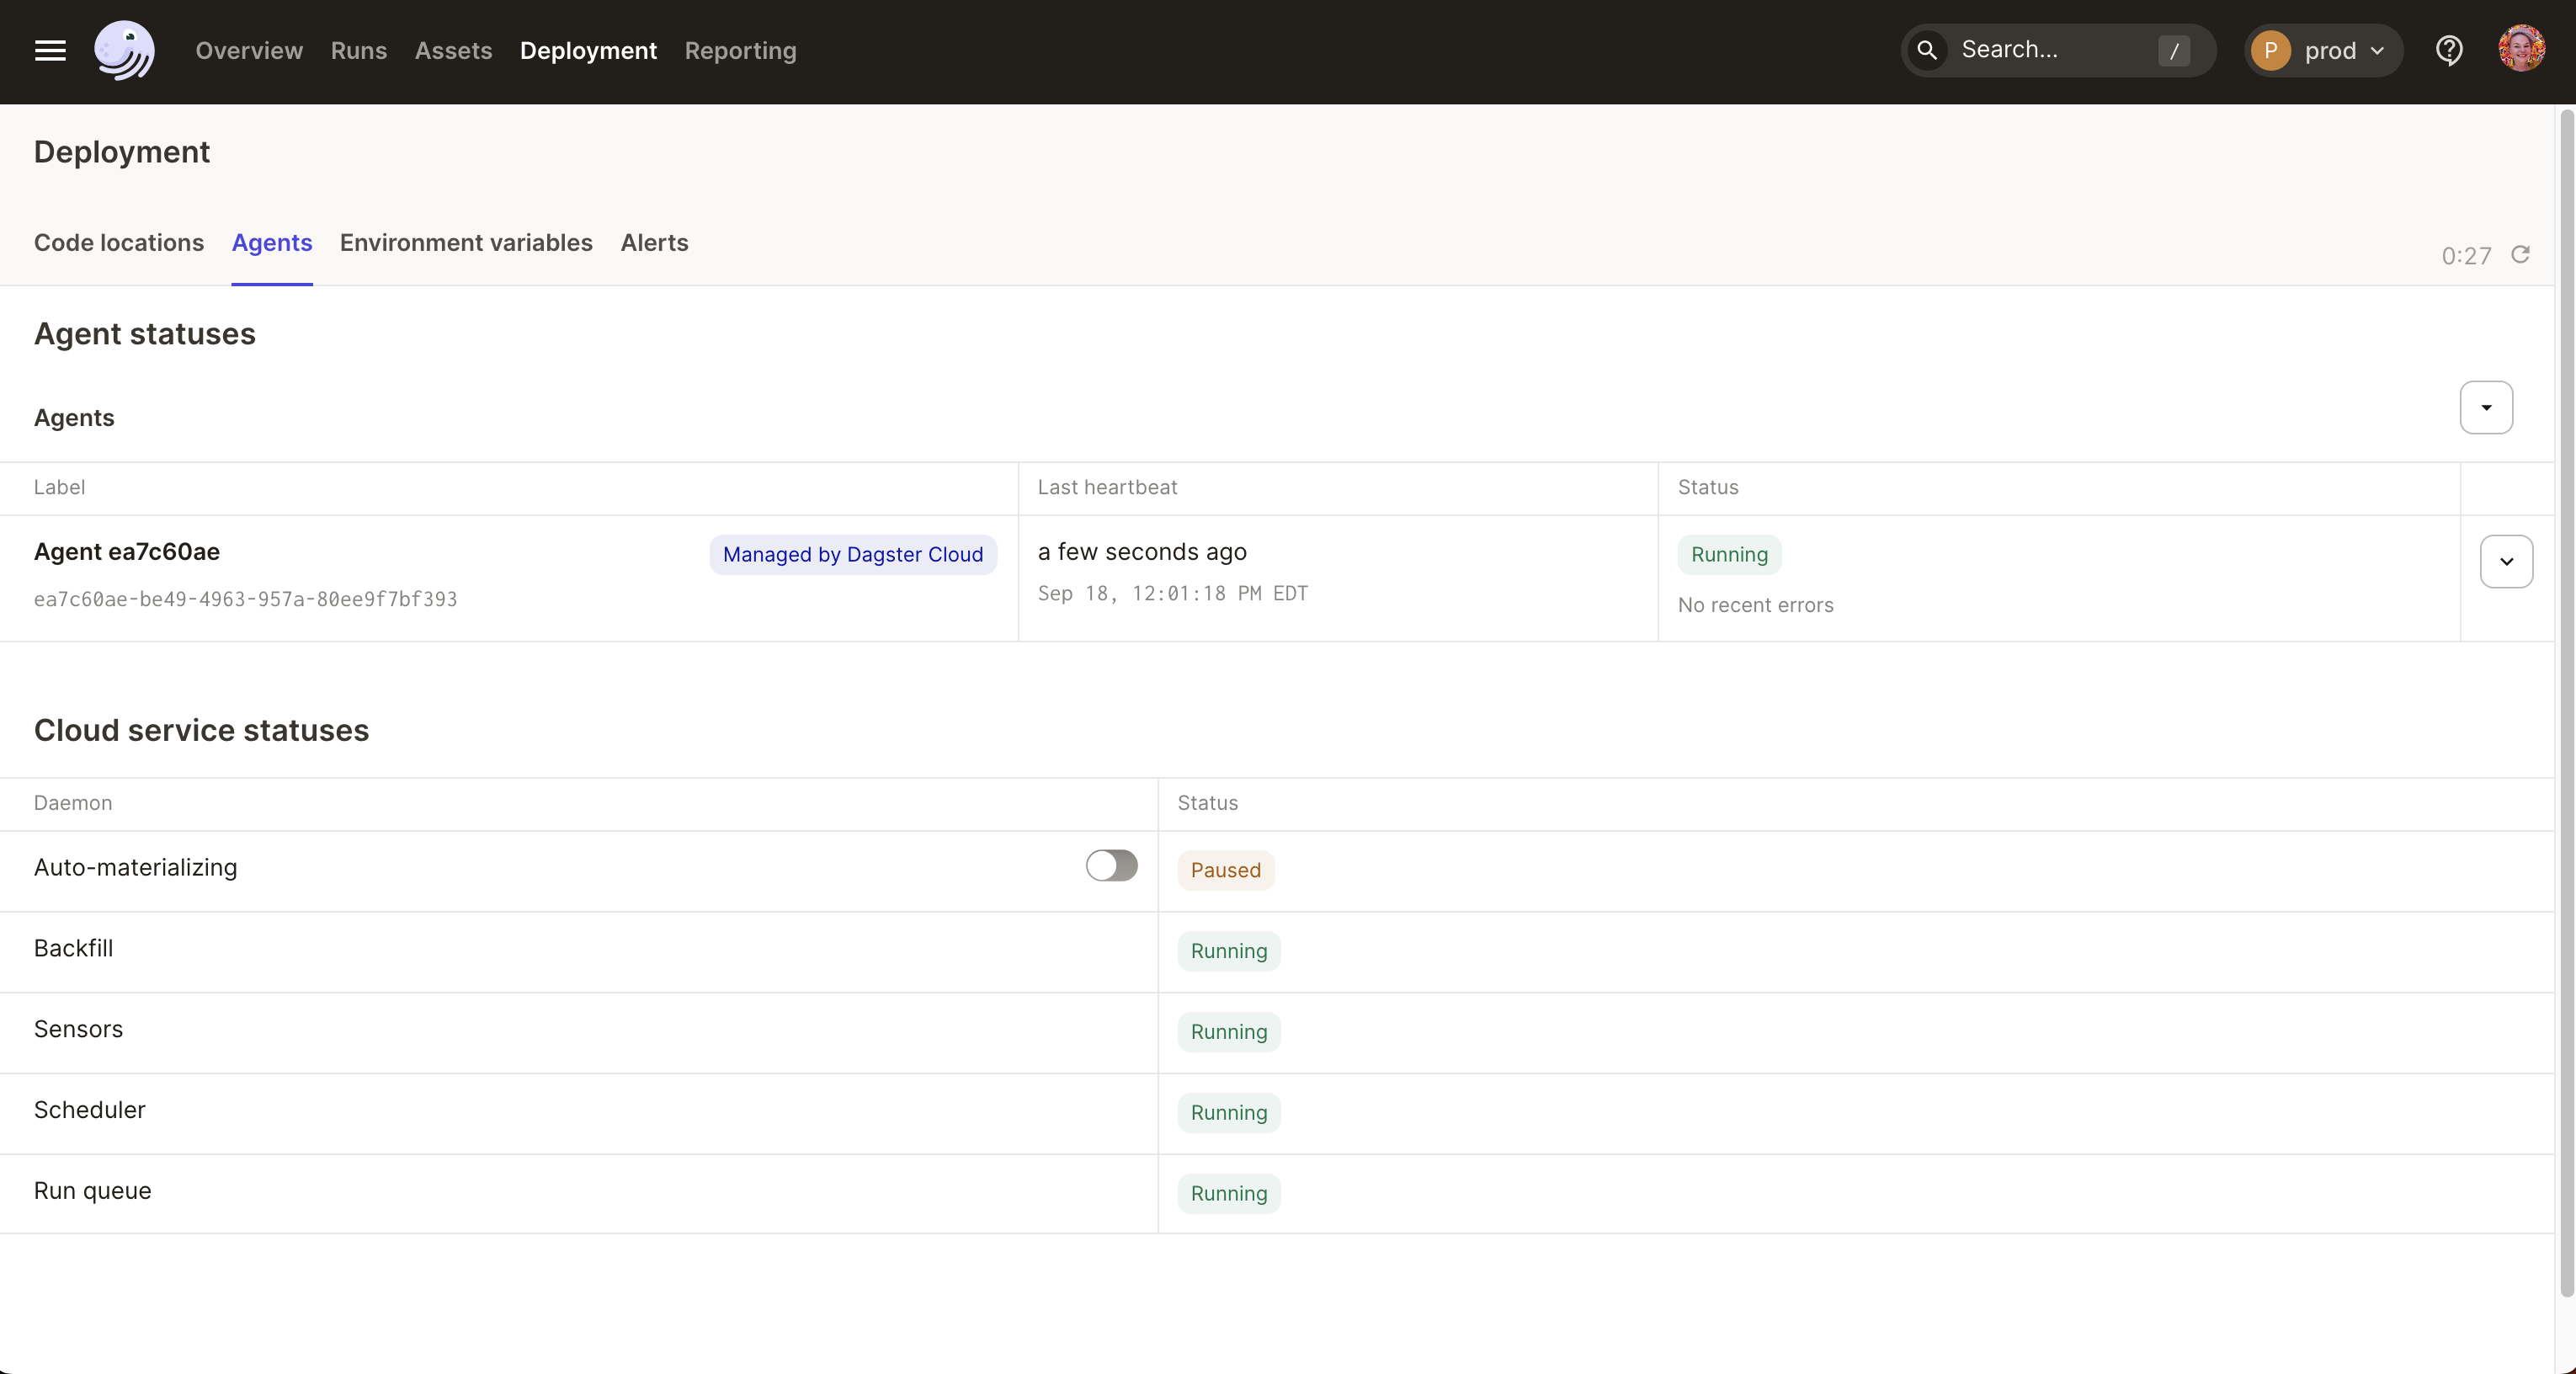 Overview Runs Assets Deployment Reporting Search... / P prod
Deployment
Code locations Agents Environment variables Alerts 0:27
Agent statuses
Agents
Label Last heartbeat Status
Agent ea7c60ae Managed by Dagster Cloud a few seconds ago Running
ea7c60ae-be49-4963-957a-80ee9f7bf393 Sep 18, 12:01:18 PM EDT No recent errors
Cloud service statuses
Daemon Status
Auto-materializing Paused
Backfill Running
Sensors Running
Scheduler Running
Run queue Running